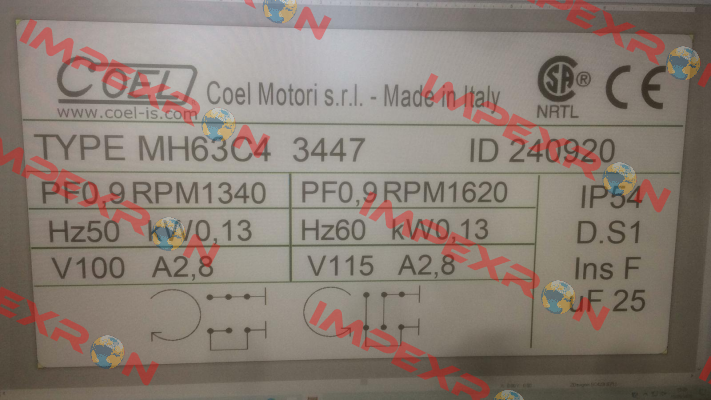 COEL Coel Motori s.r.l. - Made in Italy
www.coel-is.com
SA® NRTL CE
TYPE MH63C4 3447 ID 240920
PF0,9 RPM1340 PF0,9 RPM1620 IP54
Hz50 kW0,13 Hz60 kW0,13 D.S1
V100 A2,8 V115 A2,8 Ins F
uF 25
IMPEXRON
IMPEXRON
IMPEXRON
IMPEXRON
IMPEXRON
IMPEXRON